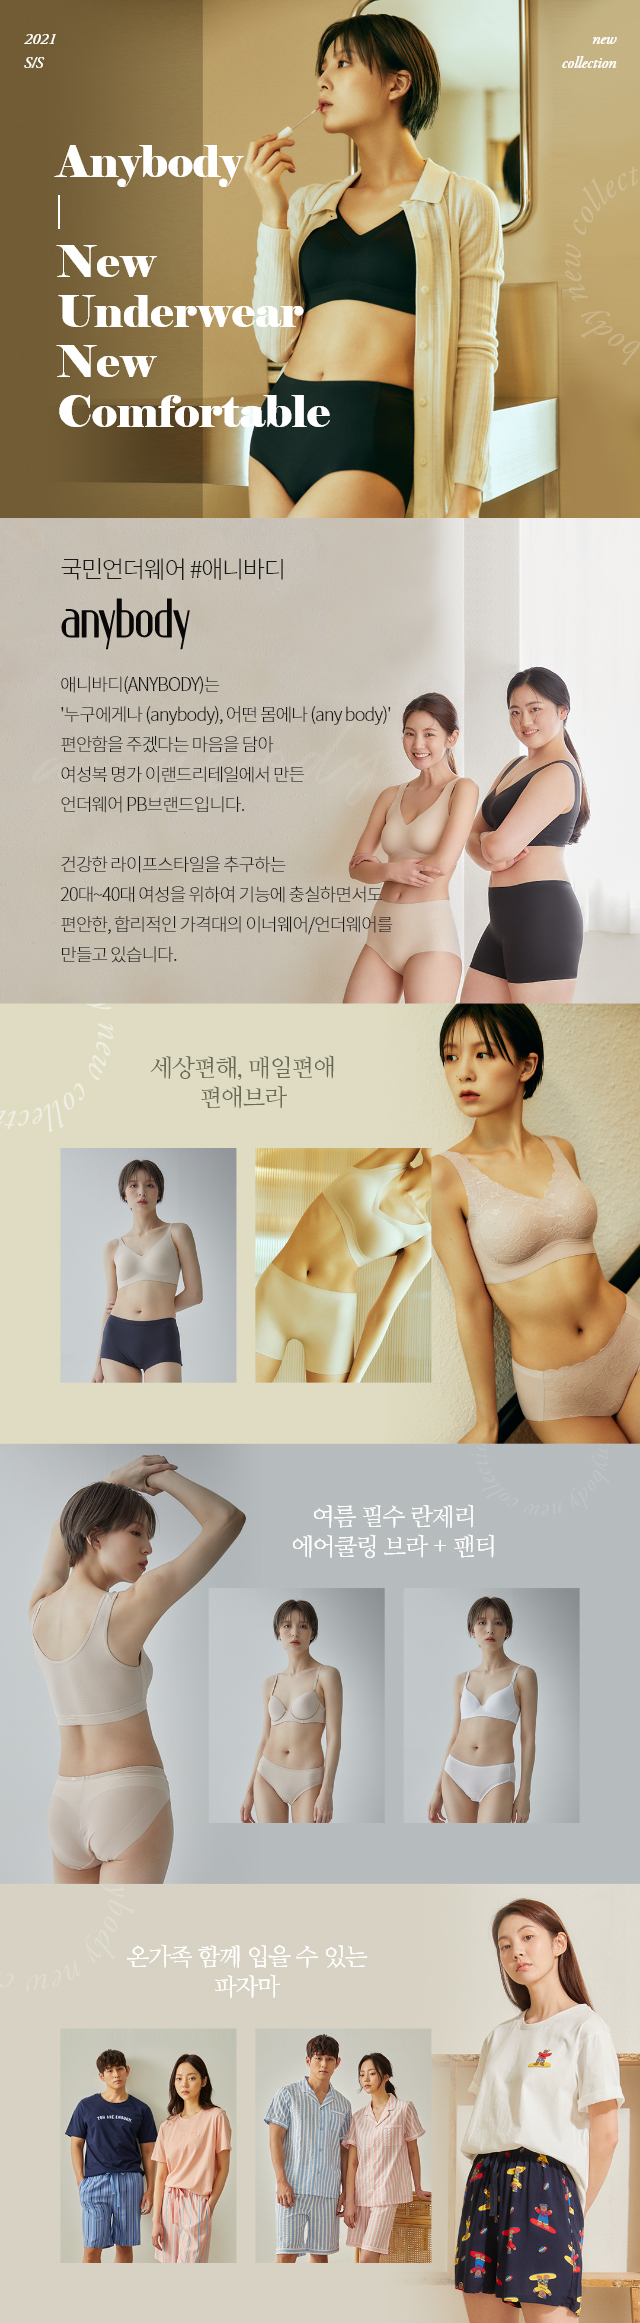 2021
S/S
new
collection
Anybody
New
Underwear
New
Comfortable
new collect
body
국민언더웨어 #애니바디
anybody
애니바디(ANYBODY)는
'누구에게나 (anybody), 어떤 몸에나 (any body)'
편안함을 주겠다는 마음을 담아
여성복 명가 이랜드리테일에서 만든
언더웨어 PB브랜드입니다.
건강한 라이프스타일을 추구하는
20대~40대 여성을 위하여 기능에 충실하면서도
편안한, 합리적인 가격대의 이너웨어/언더웨어를
만들고 있습니다.
y new collecti
세상편해, 매일편애
편애브라
nybody new collection
여름 필수 란제리
에어쿨링 브라 + 팬티
ybody new c
온가족 함께 입을 수 있는
파자마
YOU ARE ENOUGH